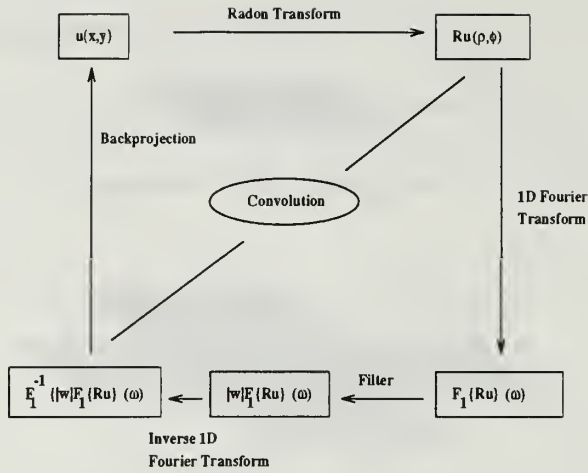 Radon Transform
u(x,y)
Ru(ρ,ϕ)
Backprojection
Convolution
1D Fourier
Transform
F₁⁻¹{|w|F₁{Ru} (ω)
|w|F₁{Ru} (ω)
Filter
F₁{Ru} (ω)
Inverse 1D
Fourier Transform